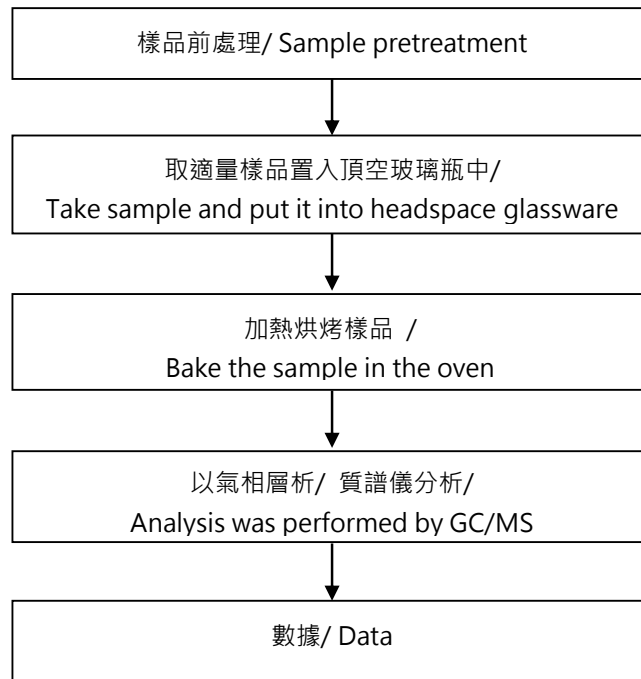 樣品前處理/ Sample pretreatment
取適量樣品置入頂空玻璃瓶中/
Take sample and put it into headspace glassware
加熱烘烤樣品 /
Bake the sample in the oven
以氣相層析/ 質譜儀分析/
Analysis was performed by GC/MS
數據/ Data